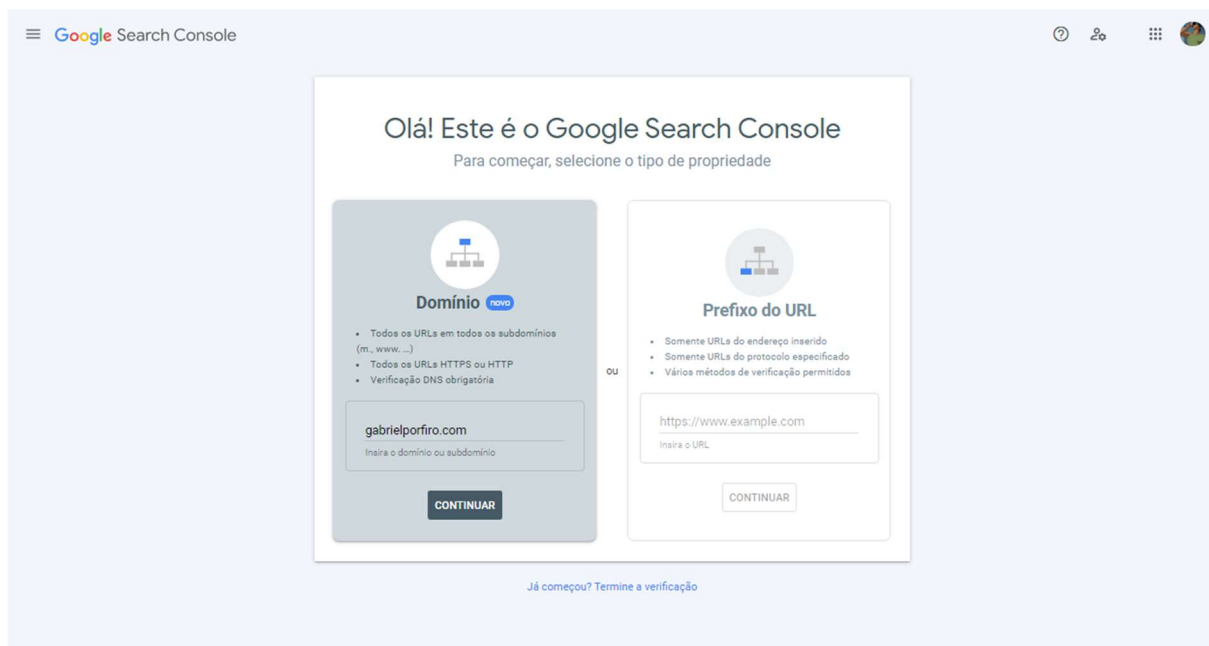 Google Search Console
Olá! Este é o Google Search Console
Para começar, selecione o tipo de propriedade
Domínio novo
• Todos os URLs em todos os subdomínios
(m., www. ...)
• Todos os URLs HTTPS ou HTTP
• Verificação DNS obrigatória
gabrielporfiro.com
Insira o domínio ou subdomínio
CONTINUAR
ou
Prefixo do URL
• Somente URLs do endereço inserido
• Somente URLs do protocolo especificado
• Vários métodos de verificação permitidos
https://www.example.com
Insira o URL
CONTINUAR
Já começou? Termine a verificação